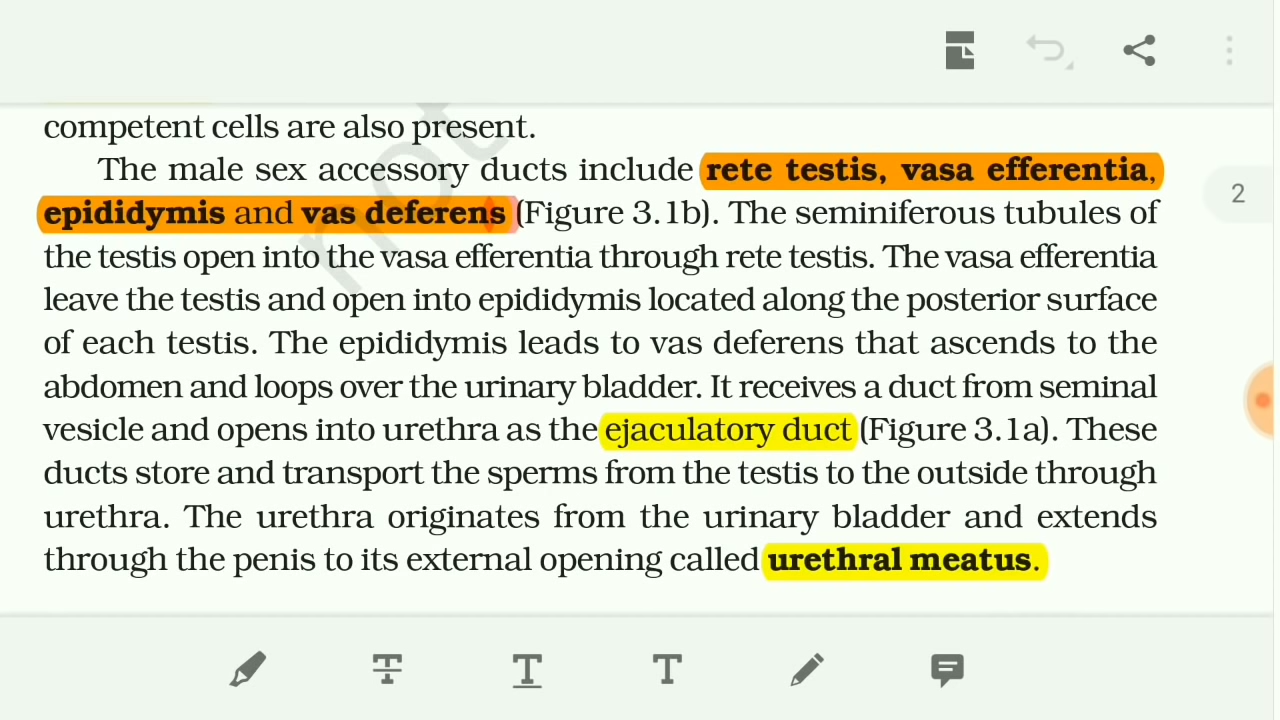 2
competent cells are also present.
The male sex accessory ducts include rete testis, vasa efferentia,
epididymis and vas deferens (Figure 3.1b). The seminiferous tubules of
the testis open into the vasa efferentia through rete testis. The vasa efferentia
leave the testis and open into epididymis located along the posterior surface
of each testis. The epididymis leads to vas deferens that ascends to the
abdomen and loops over the urinary bladder. It receives a duct from seminal
vesicle and opens into urethra as the ejaculatory duct (Figure 3.1a). These
ducts store and transport the sperms from the testis to the outside through
urethra. The urethra originates from the urinary bladder and extends
through the penis to its external opening called urethral meatus.
not
T
T
T